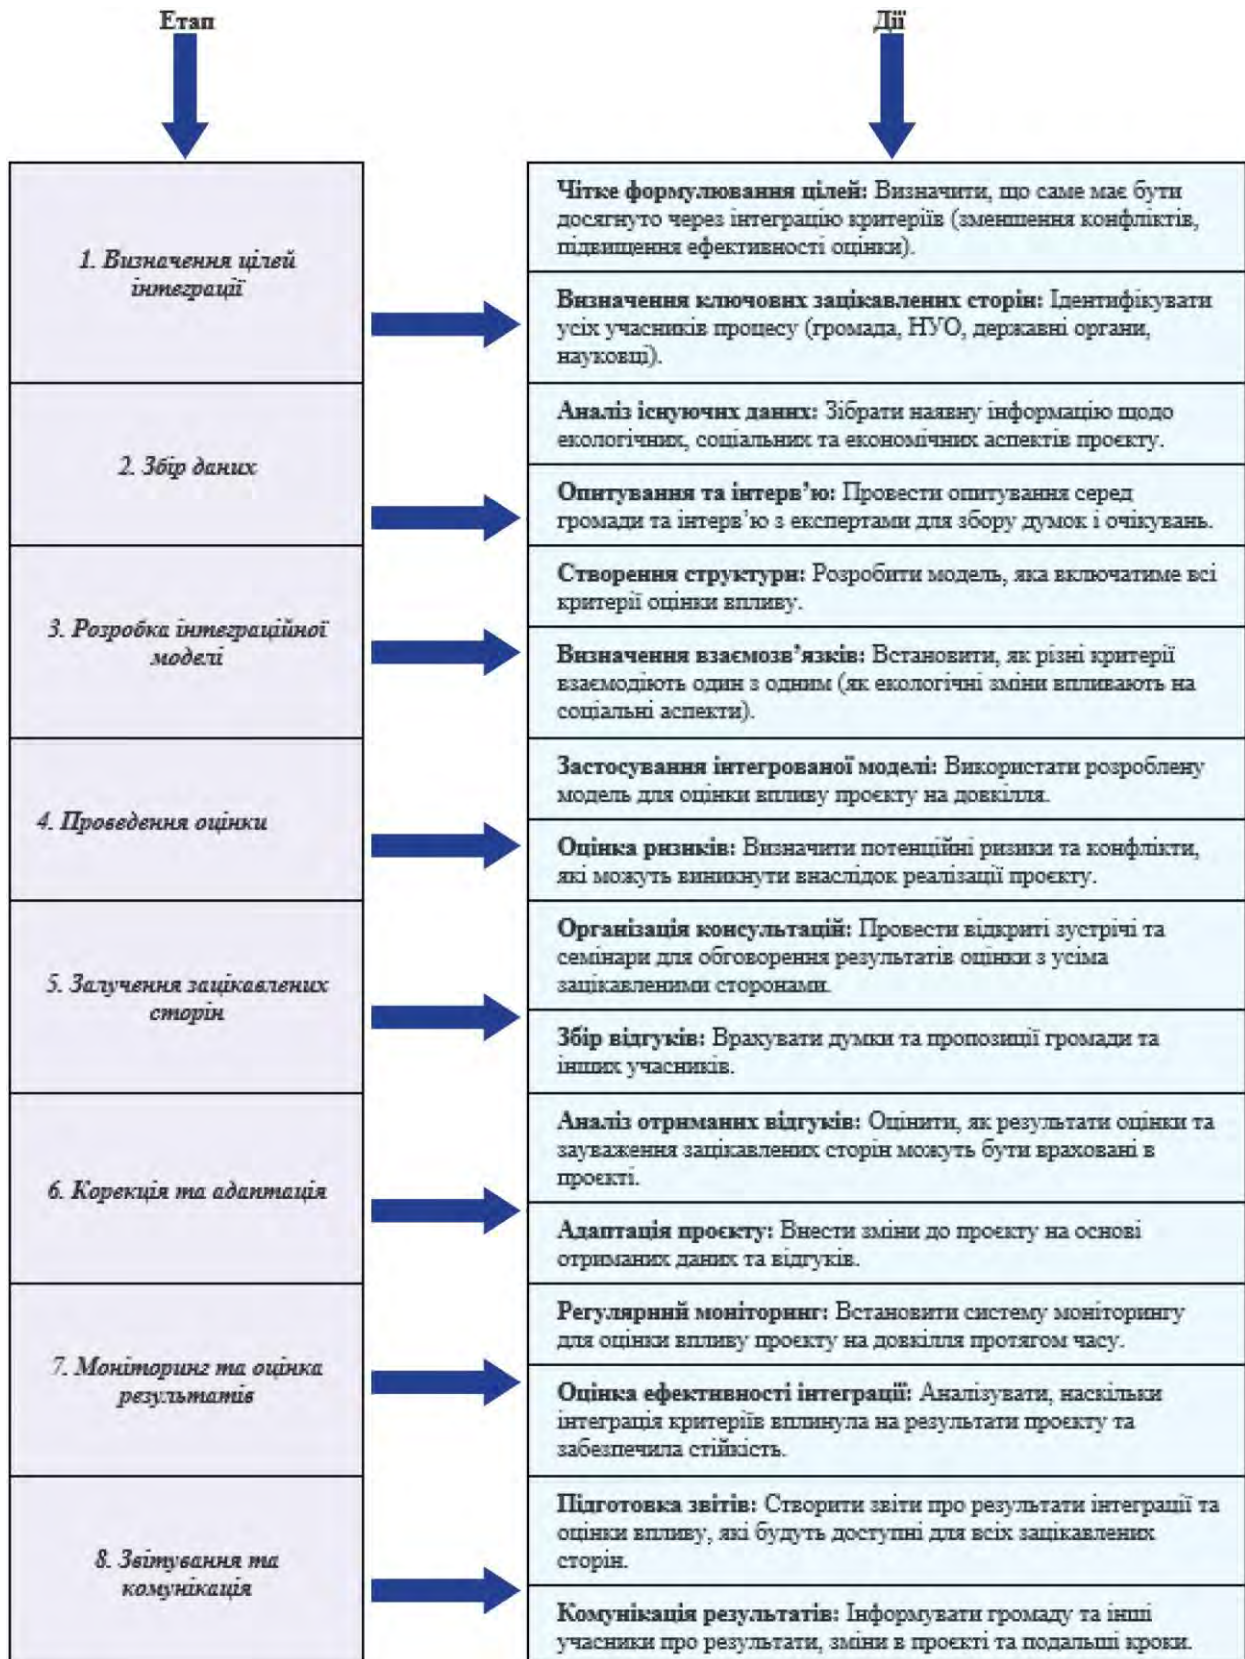 Етап
Дії
1. Визначення цілей
інтеграції
Чітке формулювання цілей: Визначити, що саме має бути
досягнуто через інтеграцію критеріїв (зменшення конфліктів,
підвищення ефективності оцінки).
Визначення ключових зацікавлених сторін: Ідентифікувати
усіх учасників процесу (громада, НУО, державні органи,
науковці).
2. Збір даних
Аналіз існуючих даних: Зібрати наявну інформацію щодо
екологічних, соціальних та економічних аспектів проєкту.
Опитування та інтерв’ю: Провести опитування серед
громади та інтерв’ю з експертами для збору думок і очікувань.
3. Розробка інтеграційної
моделі
Створення структури: Розробити модель, яка включатиме всі
критерії оцінки впливу.
Визначення взаємозв’язків: Встановити, як різні критерії
взаємодіють один з одним (як екологічні зміни впливають на
соціальні аспекти).
4. Проведення оцінки
Застосування інтегрованої моделі: Використати розроблену
модель для оцінки впливу проєкту на довкілля.
Оцінка ризиків: Визначити потенційні ризики та конфлікти,
які можуть виникнути внаслідок реалізації проєкту.
5. Залучення зацікавлених
сторін
Організація консультацій: Провести відкриті зустрічі та
семінари для обговорення результатів оцінки з усіма
зацікавленими сторонами.
Збір відгуків: Врахувати думки та пропозиції громади та
інших учасників.
6. Корекція та адаптація
Аналіз отриманих відгуків: Оцінити, як результати оцінки та
зауваження зацікавлених сторін можуть бути враховані в
проєкті.
Адаптація проєкту: Внести зміни до проєкту на основі
отриманих даних та відгуків.
7. Моніторинг та оцінка
результатів
Регулярний моніторинг: Встановити систему моніторингу
для оцінки впливу проєкту на довкілля протягом часу.
Оцінка ефективності інтеграції: Аналізувати, наскільки
інтеграція критеріїв вплинула на результати проєкту та
забезпечила стійкість.
8. Звітування та
комунікація
Підготовка звітів: Створити звіти про результати інтеграції та
оцінки впливу, які будуть доступні для всіх зацікавлених
сторін.
Комунікація результатів: Інформувати громаду та інші
учасники про результати, зміни в проєкті та подальші кроки.